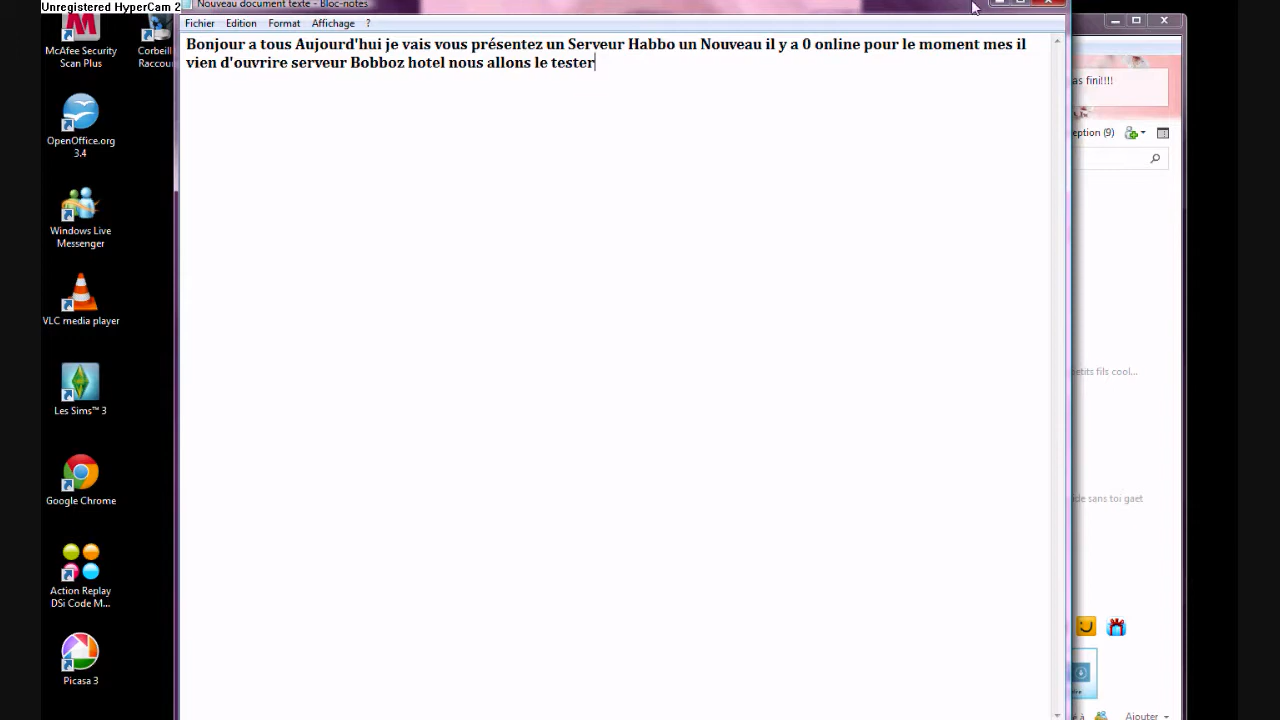 Unregistered HyperCam 2
Nouveau document texte - Bloc-notes
Fichier Edition Format Affichage ?
Bonjour a tous Aujourd'hui je vais vous présentez un Serveur Habbo un Nouveau il y a 0 online pour le moment mes il
vien d'ouvrire serveur Bobboz hotel nous allons le tester
McAfee Security
Scan Plus
Corbeill
Raccou
OpenOffice.org
3.4
Windows Live
Messenger
VLC media player
Les Sims™ 3
Google Chrome
Action Replay
DSi Code M...
Picasa 3
as fini!!!!
eption (9)
etits fils cool...
de sans toi gaet
Ajouter